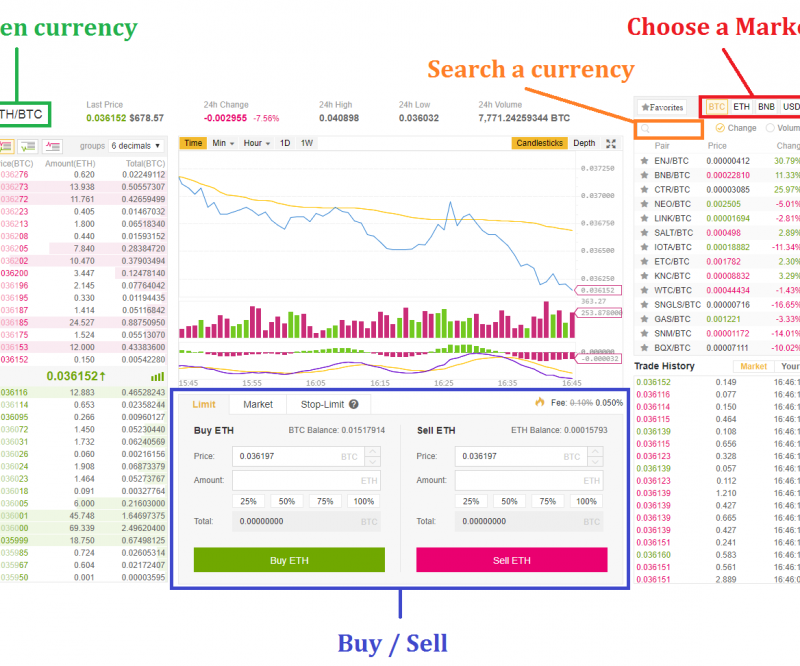 en currency
Choose a Marke
Search a currency
TH/BTC
Last Price
036152 $678.57
24h Change
-0.002955 -7.56%
24h High
0.040898
24h Low
0.036032
24h Volume
7,771.24259344 BTC
Favorites
BTC ETH BNB USD
Change Volum
groups 6 decimals
Time Min Hour 1D 1W
Candlesticks Depth
Pair Price Chang
rice(BTC) Amount(ETH) Total(BTC)
036276 0.620 0.02249112
036273 13.938 0.50557307
036272 11.761 0.42659499
036223 0.405 0.01467032
036213 1.800 0.06518340
036208 0.440 0.01593152
036205 7.840 0.28384720
036202 10.470 0.37903494
036200 3.447 0.12478140
036196 2.145 0.07764042
036195 0.330 0.01194435
036187 1.414 0.05116842
036185 24.527 0.88750950
036175 1.524 0.05513070
036153 12.000 0.43383600
036152 0.150 0.00542280
0.036152
036116 12.883 0.46528243
036114 0.653 0.02358244
036095 0.266 0.00960127
036072 1.450 0.05230440
036031 1.732 0.06240569
036026 0.060 0.00216156
036024 1.908 0.06873379
036023 1.464 0.05273767
036018 0.091 0.00327764
036005 6.000 0.21603000
036001 45.748 1.64697375
036000 69.339 2.49620400
035999 18.750 0.67498125
035985 0.724 0.02605314
035967 0.604 0.02172407
035950 0.001 0.00003595
0.037250
0.037000
0.036750
0.036500
0.036250
0.036152
363.27
253.878000
0.000000
-0.000032
15:45 15:55 16:05 16:15 16:25 16:35 16:45
ENJ/BTC 0.00000412 30.79%
BNB/BTC 0.00022810 11.33%
CTR/BTC 0.00003085 25.97%
NEO/BTC 0.002505 -5.01%
LINK/BTC 0.00001694 -2.81%
SALT/BTC 0.000498 2.89%
IOTA/BTC 0.00018882 -11.34%
ETC/BTC 0.001782 2.30%
KNC/BTC 0.00008832 3.29%
WTC/BTC 0.00044434 -1.43%
SNGLS/BTC 0.00000716 -16.65%
GAS/BTC 0.001221 -3.33%
SNM/BTC 0.00001172 -14.01%
BQX/BTC 0.00007111 -10.02%
Trade History Market Your
0.036152 0.149 16:46:1
0.036116 0.077 16:46:1
0.036114 0.150 16:46:1
0.036115 0.464 16:46:1
0.036139 0.108 16:46:1
0.036115 0.656 16:46:1
0.036123 0.328 16:46:1
0.036139 0.057 16:46:1
0.036123 0.112 16:46:1
0.036139 1.210 16:46:1
0.036139 0.427 16:46:1
0.036139 0.665 16:46:1
0.036139 0.427 16:46:1
0.036151 0.241 16:46:1
0.036160 0.583 16:46:1
0.036151 0.561 16:46:1
0.036151 2.889 16:46:0
Limit Market Stop-Limit ?
Fee: 0.10% 0.050%
Buy ETH BTC Balance: 0.01517914
Price: 0.036197 BTC
Amount: ETH
25% 50% 75% 100%
Total: 0.00000000 BTC
Buy ETH
Sell ETH ETH Balance: 0.00015793
Price: 0.036197 BTC
Amount: ETH
25% 50% 75% 100%
Total: 0.00000000 BTC
Sell ETH
Buy / Sell